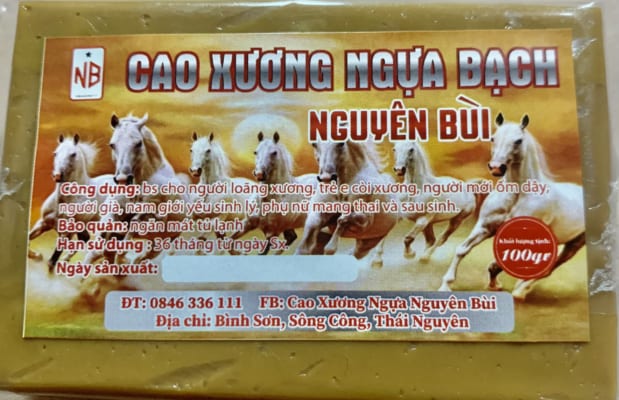 NB
CAO XƯƠNG NGỰA BẠCH
NGUYÊN BÙI
Công dụng: bs cho người loãng xương, trẻ e còi xương, người mới ốm dậy,
người già, nam giới yếu sinh lý, phụ nữ mang thai và sau sinh.
Bảo quản: ngăn mát tủ lạnh
Hạn sử dụng : 36 tháng từ ngày Sx.
Ngày sản xuất:
Khối lượng tịnh:
100gr
ĐT: 0846 336 111 FB: Cao Xương Ngựa Nguyên Bùi
Địa chỉ: Bình Sơn, Sông Công, Thái Nguyên